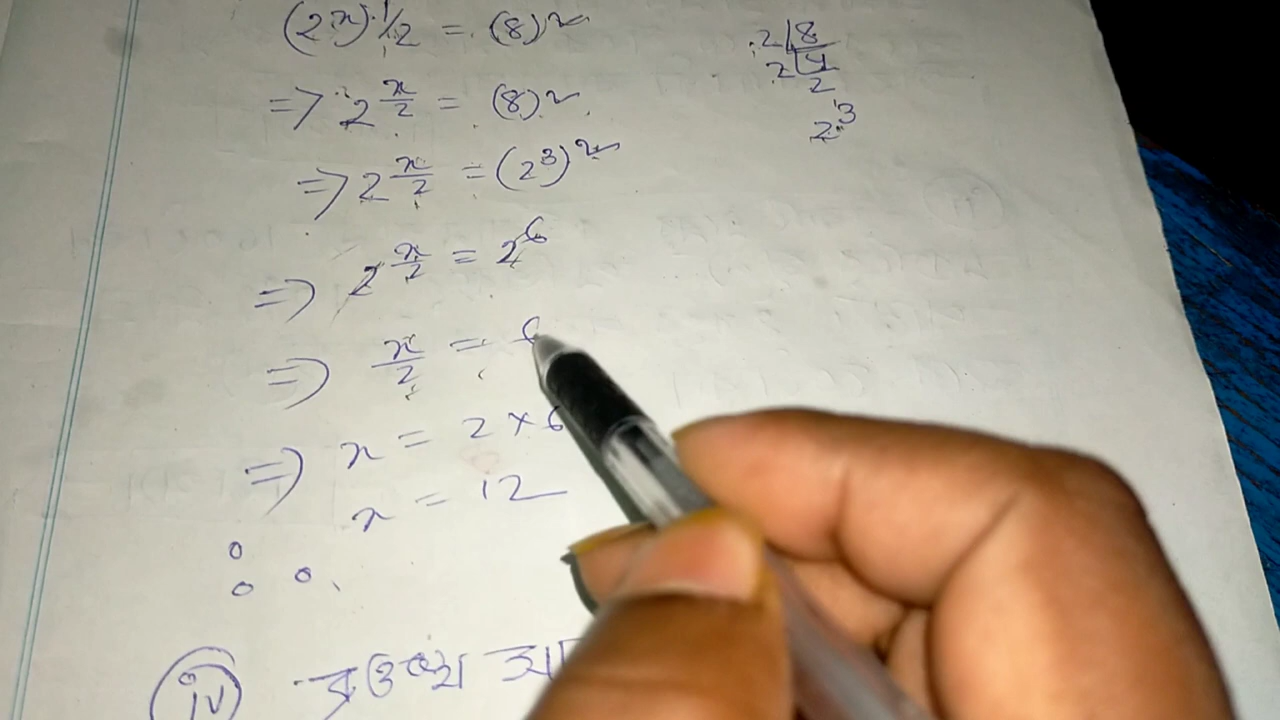 (2^x)^1/2 = (8)^2
=> 2^x/2 = (8)^2
=> 2^x/2 = (2^3)^2
=> 2^x/2 = 2^6
=> x/2 = 6
=> x = 2 × 6
∴ x = 12
(iv)
2 | 8
2 | 4
2
2^3